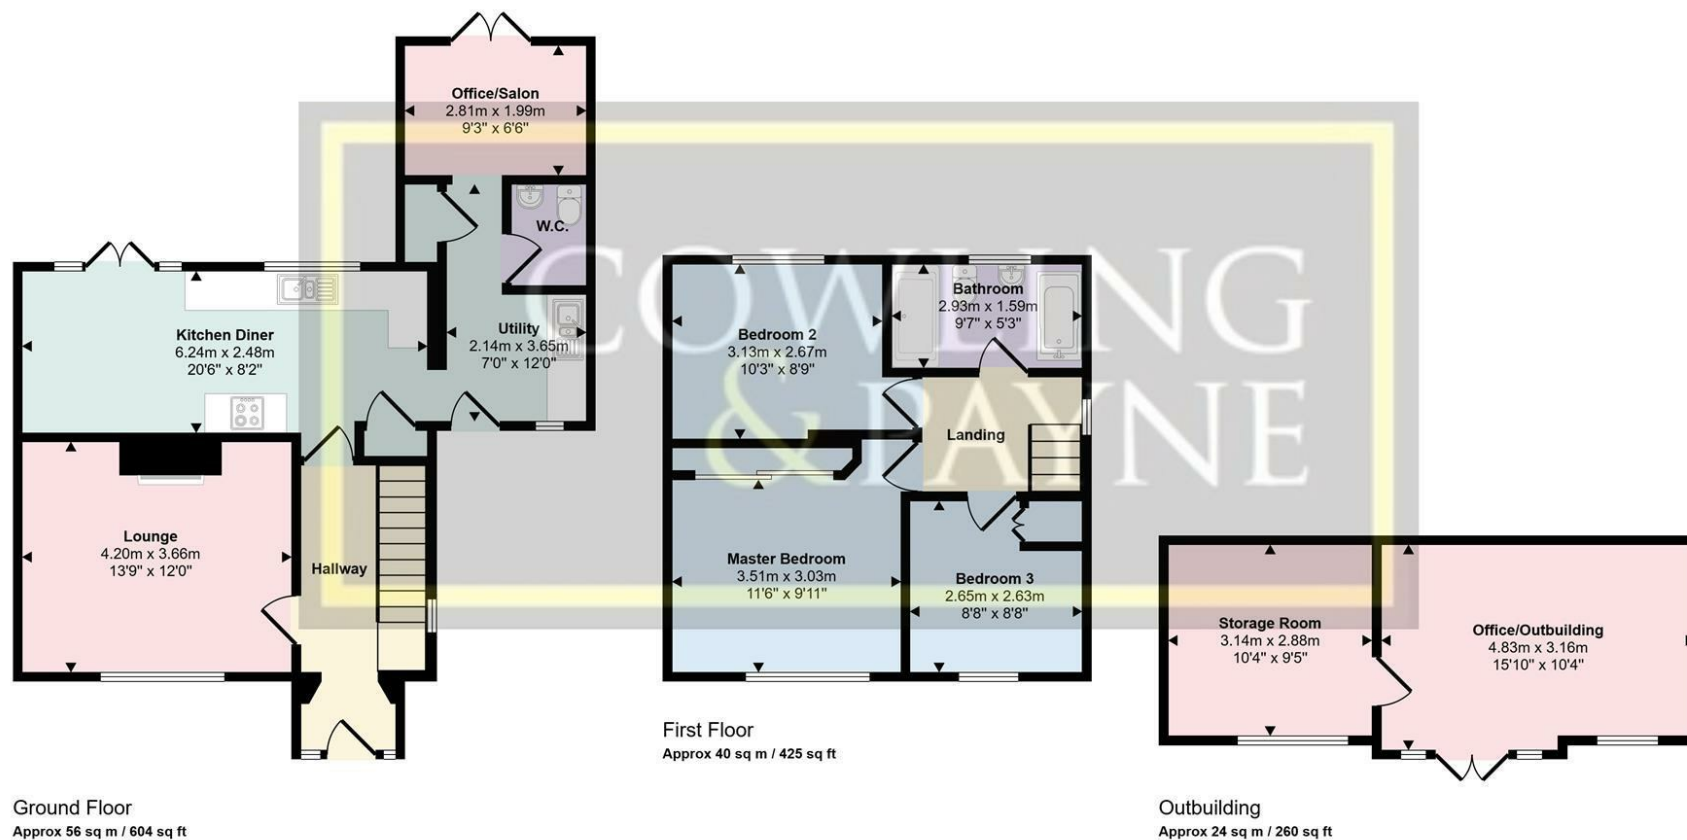 Office/Salon
2.81m x 1.99m
9'3" x 6'6"
W.C.
Kitchen Diner
6.24m x 2.48m
20'6" x 8'2"
Utility
2.14m x 3.65m
7'0" x 12'0"
Lounge
4.20m x 3.66m
13'9" x 12'0"
Hallway
Ground Floor
Approx 56 sq m / 604 sq ft
COWLING
& PAYNE
Bedroom 2
3.13m x 2.67m
10'3" x 8'9"
Bathroom
2.93m x 1.59m
9'7" x 5'3"
Landing
Master Bedroom
3.51m x 3.03m
11'6" x 9'11"
Bedroom 3
2.65m x 2.63m
8'8" x 8'8"
First Floor
Approx 40 sq m / 425 sq ft
Storage Room
3.14m x 2.88m
10'4" x 9'5"
Office/Outbuilding
4.83m x 3.16m
15'10" x 10'4"
Outbuilding
Approx 24 sq m / 260 sq ft